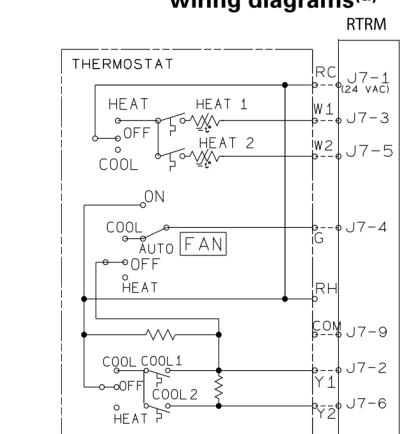 wiring diagrams
RTRM
THERMOSTAT
RC
J7-1
(24 VAC)
HEAT
HEAT 1
W1
J7-3
OFF
HEAT 2
W2
J7-5
COOL
ON
COOL
J7-4
AUTO
FAN
G
OFF
HEAT
RH
COM
J7-9
COOL
COOL1
J7-2
OFF
Y1
COOL2
J7-6
HEAT
Y2